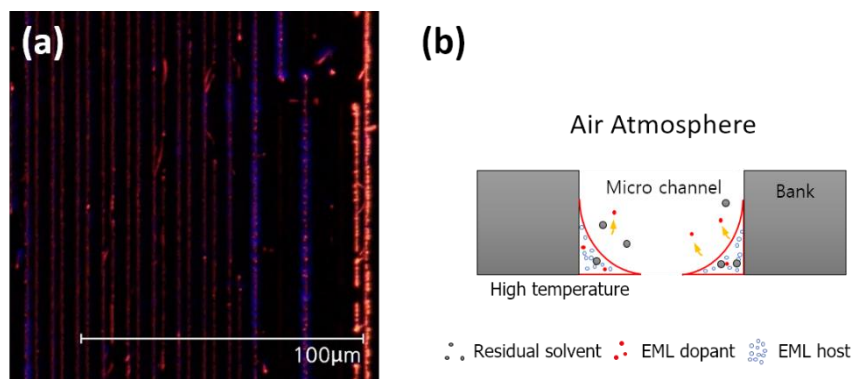 (a)
100μm
(b)
Air Atmosphere
Micro channel
Bank
High temperature
Residual solvent
EML dopant
EML host